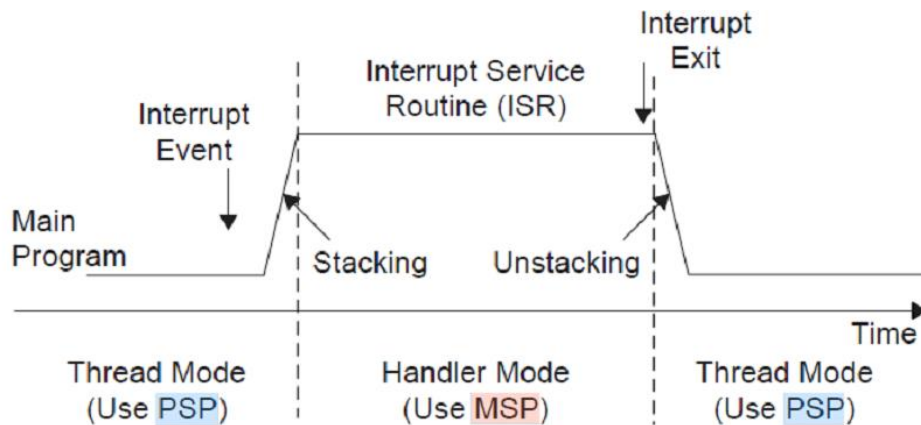 Interrupt
Exit
Interrupt Service
Routine (ISR)
Interrupt
Event
Main
Program
Stacking
Unstacking
Time
Thread Mode
(Use PSP)
Handler Mode
(Use MSP)
Thread Mode
(Use PSP)